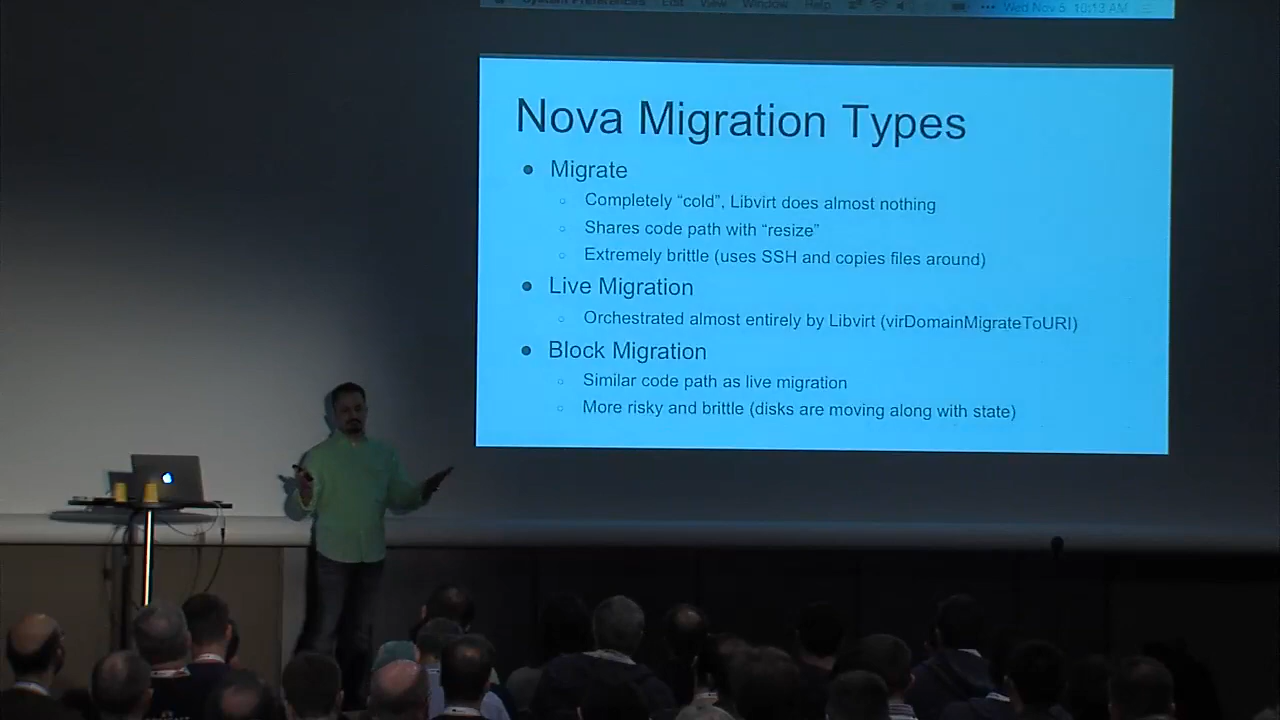 System Preferences Edit View Window Help Wed Nov 5 10:13 AM
Nova Migration Types
Migrate
Completely “cold”, Libvirt does almost nothing
Shares code path with “resize”
Extremely brittle (uses SSH and copies files around)
Live Migration
Orchestrated almost entirely by Libvirt (virDomainMigrateToURI)
Block Migration
Similar code path as live migration
More risky and brittle (disks are moving along with state)